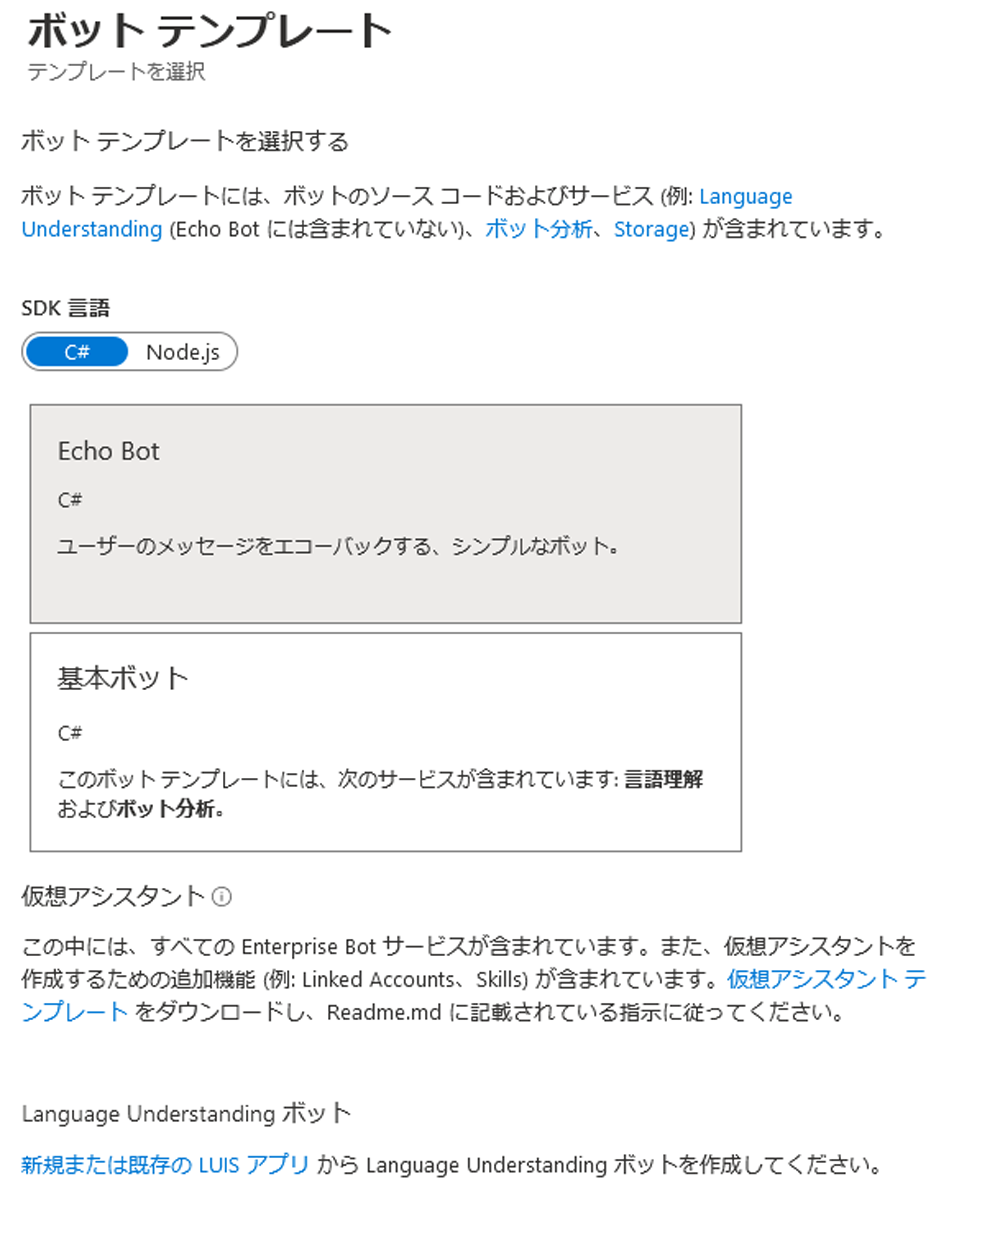 ボット テンプレート
テンプレートを選択
ボット テンプレートを選択する
ボット テンプレートには、ボットのソース コードおよびサービス (例: Language
Understanding (Echo Bot には含まれていない)、ボット分析、Storage) が含まれています。
SDK 言語
C# Node.js
Echo Bot
C#
ユーザーのメッセージをエコーバックする、シンプルなボット。
基本ボット
C#
このボット テンプレートには、次のサービスが含まれています: 言語理解
およびボット分析。
仮想アシスタント
この中には、すべての Enterprise Bot サービスが含まれています。また、仮想アシスタントを
作成するための追加機能 (例: Linked Accounts、Skills) が含まれています。仮想アシスタント テ
ンプレート をダウンロードし、Readme.md に記載されている指示に従ってください。
Language Understanding ボット
新規または既存の LUIS アプリ から Language Understanding ボットを作成してください。